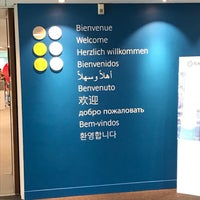 Bienvenue
Welcome
Herzlich willkommen
Bienvenidos
أهلاً وسهلاً
Benvenuto
欢迎
добро пожаловать
Bem-vindos
환영합니다